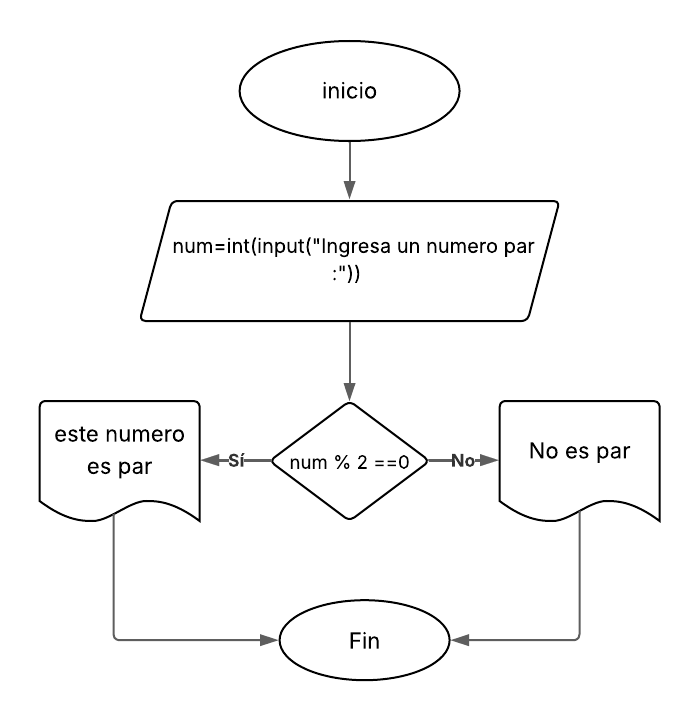 inicio
num=int(input("Ingresa un numero par
:"))
este numero
es par
Sí
num % 2 ==0
No
No es par
Fin